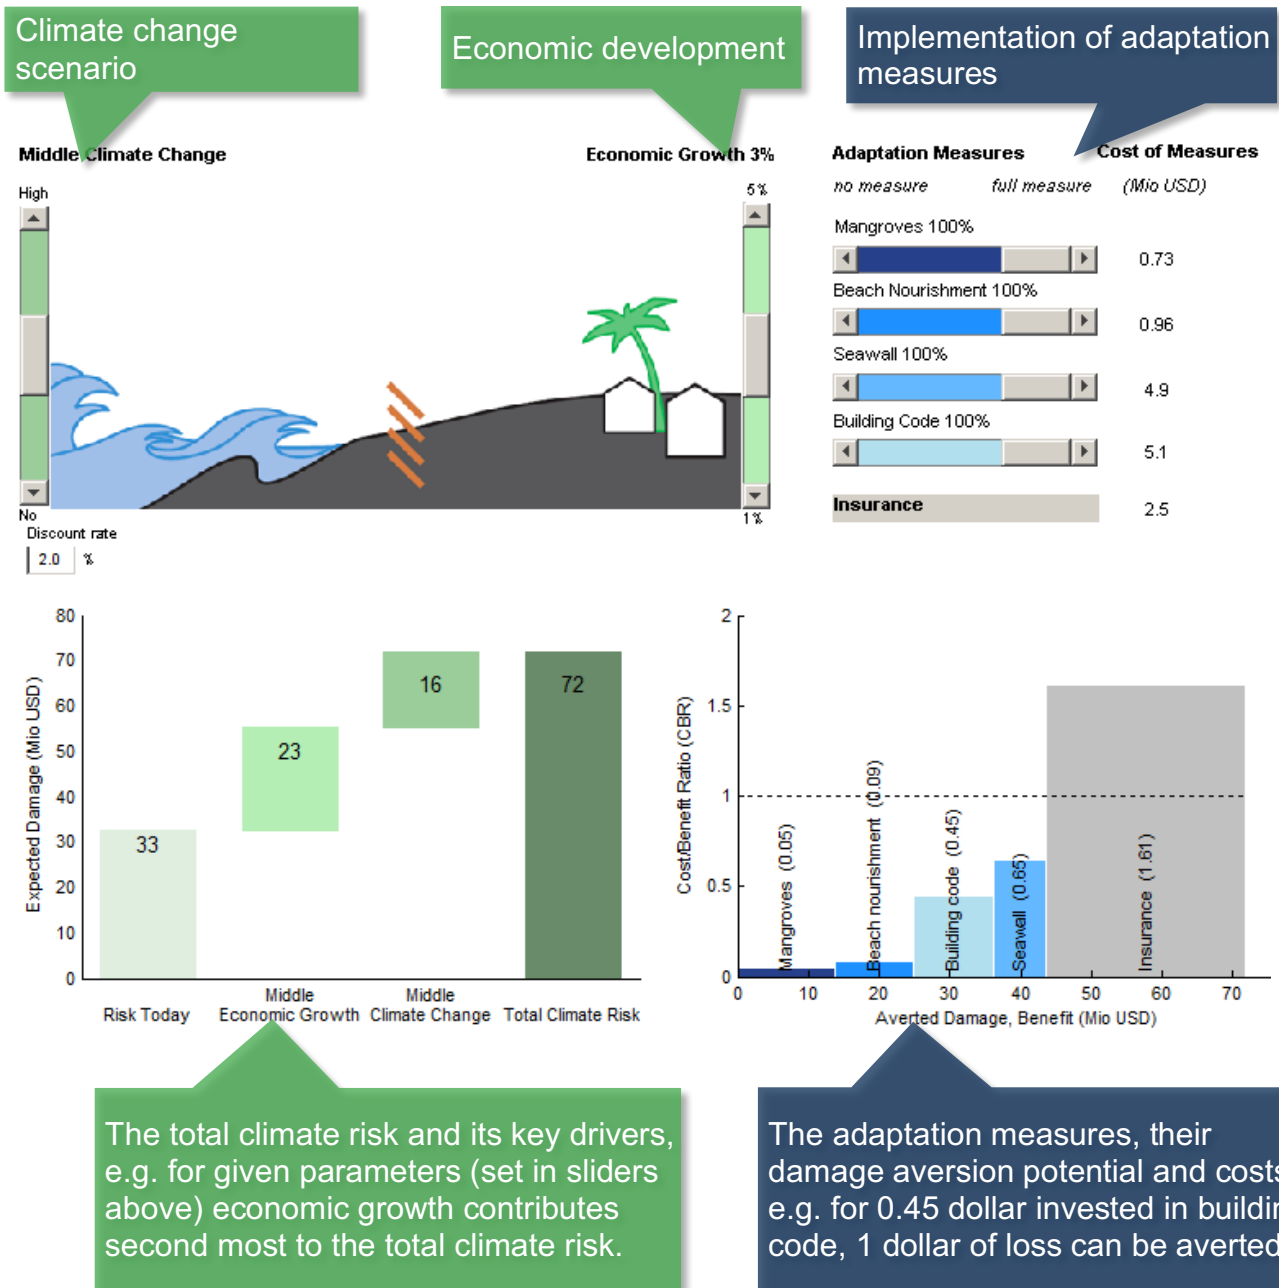 Climate change
scenario
Economic development
Implementation of adaptation
measures
Middle Climate Change
Economic Growth 3%
High
5 %
No
1 %
Discount rate
2.0 %
Adaptation Measures
Cost of Measures
no measure
full measure
(Mio USD)
Mangroves 100%
0.73
Beach Nourishment 100%
0.96
Seawall 100%
4.9
Building Code 100%
5.1
Insurance
2.5
Expected Damage (Mio USD)
80
70
60
50
40
30
20
10
0
33
23
16
72
Risk Today
Middle
Economic Growth
Middle
Climate Change
Total Climate Risk
Cost/Benefit Ratio (CBR)
2
1.5
1
0.5
0
Mangroves (0.05)
Beach nourishment (0.09)
Building code (0.45)
Seawall (0.65)
Insurance (1.61)
0 10 20 30 40 50 60 70
Averted Damage, Benefit (Mio USD)
The total climate risk and its key drivers,
e.g. for given parameters (set in sliders
above) economic growth contributes
second most to the total climate risk.
The adaptation measures, their
damage aversion potential and costs
e.g. for 0.45 dollar invested in buildin
code, 1 dollar of loss can be averted